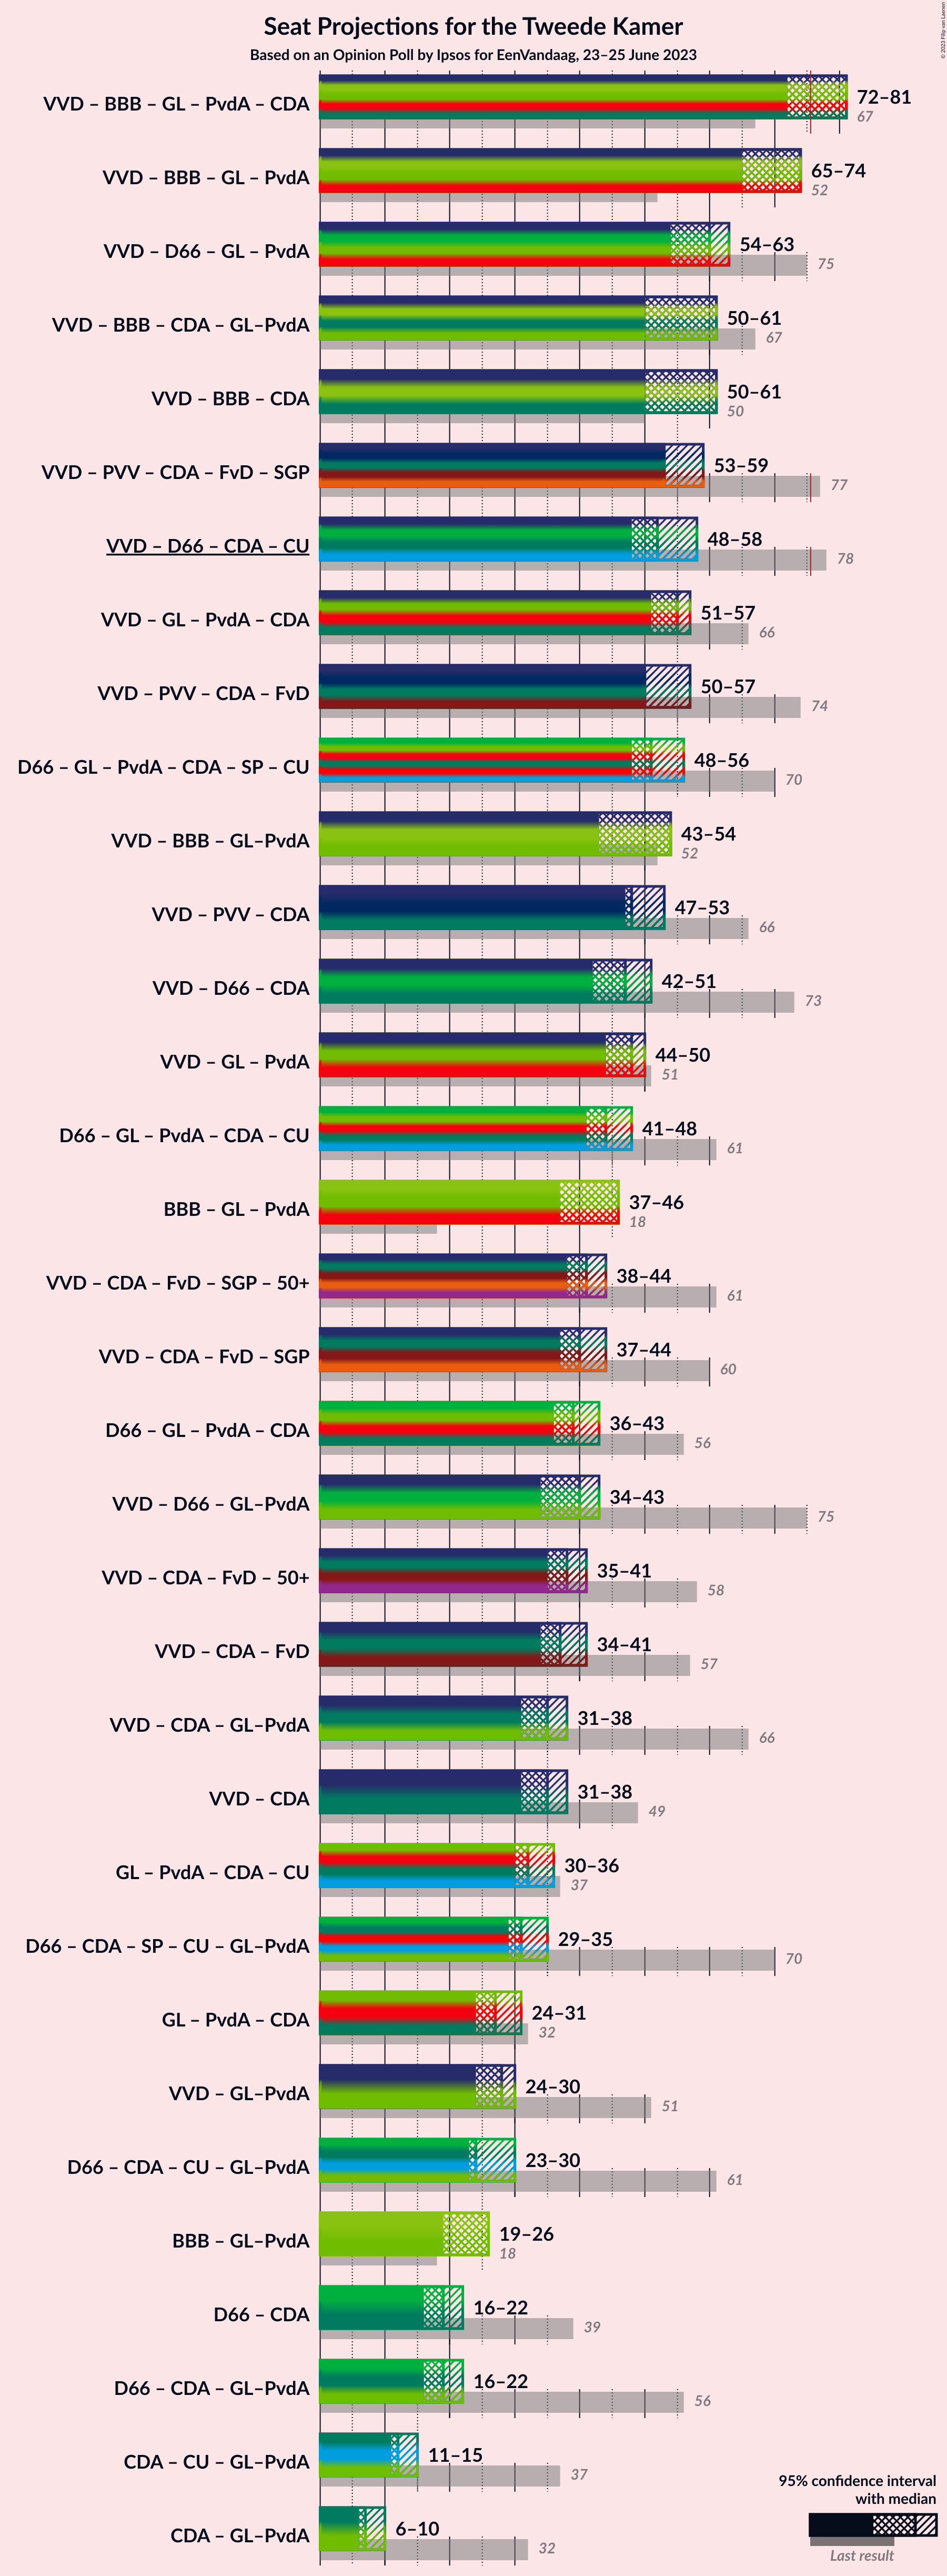 Seat Projections for the Tweede Kamer
Based on an Opinion Poll by Ipsos for EenVandaag, 23–25 June 2023
© 2023 Filip van Laenen
VVD – BBB – GL – PvdA – CDA
72–81
67
VVD – BBB – GL – PvdA
65–74
52
VVD – D66 – GL – PvdA
54–63
75
VVD – BBB – CDA – GL–PvdA
50–61
67
VVD – BBB – CDA
50–61
50
VVD – PVV – CDA – FvD – SGP
53–59
77
VVD – D66 – CDA – CU
48–58
78
VVD – GL – PvdA – CDA
51–57
66
VVD – PVV – CDA – FvD
50–57
74
D66 – GL – PvdA – CDA – SP – CU
48–56
70
VVD – BBB – GL–PvdA
43–54
52
VVD – PVV – CDA
47–53
66
VVD – D66 – CDA
42–51
73
VVD – GL – PvdA
44–50
51
D66 – GL – PvdA – CDA – CU
41–48
61
BBB – GL – PvdA
37–46
18
VVD – CDA – FvD – SGP – 50+
38–44
61
VVD – CDA – FvD – SGP
37–44
60
D66 – GL – PvdA – CDA
36–43
56
VVD – D66 – GL–PvdA
34–43
75
VVD – CDA – FvD – 50+
35–41
58
VVD – CDA – FvD
34–41
57
VVD – CDA – GL–PvdA
31–38
66
VVD – CDA
31–38
49
GL – PvdA – CDA – CU
30–36
37
D66 – CDA – SP – CU – GL–PvdA
29–35
70
GL – PvdA – CDA
24–31
32
VVD – GL–PvdA
24–30
51
D66 – CDA – CU – GL–PvdA
23–30
61
BBB – GL–PvdA
19–26
18
D66 – CDA
16–22
39
D66 – CDA – GL–PvdA
16–22
56
CDA – CU – GL–PvdA
11–15
37
CDA – GL–PvdA
6–10
32
95% confidence interval
with median
Last result